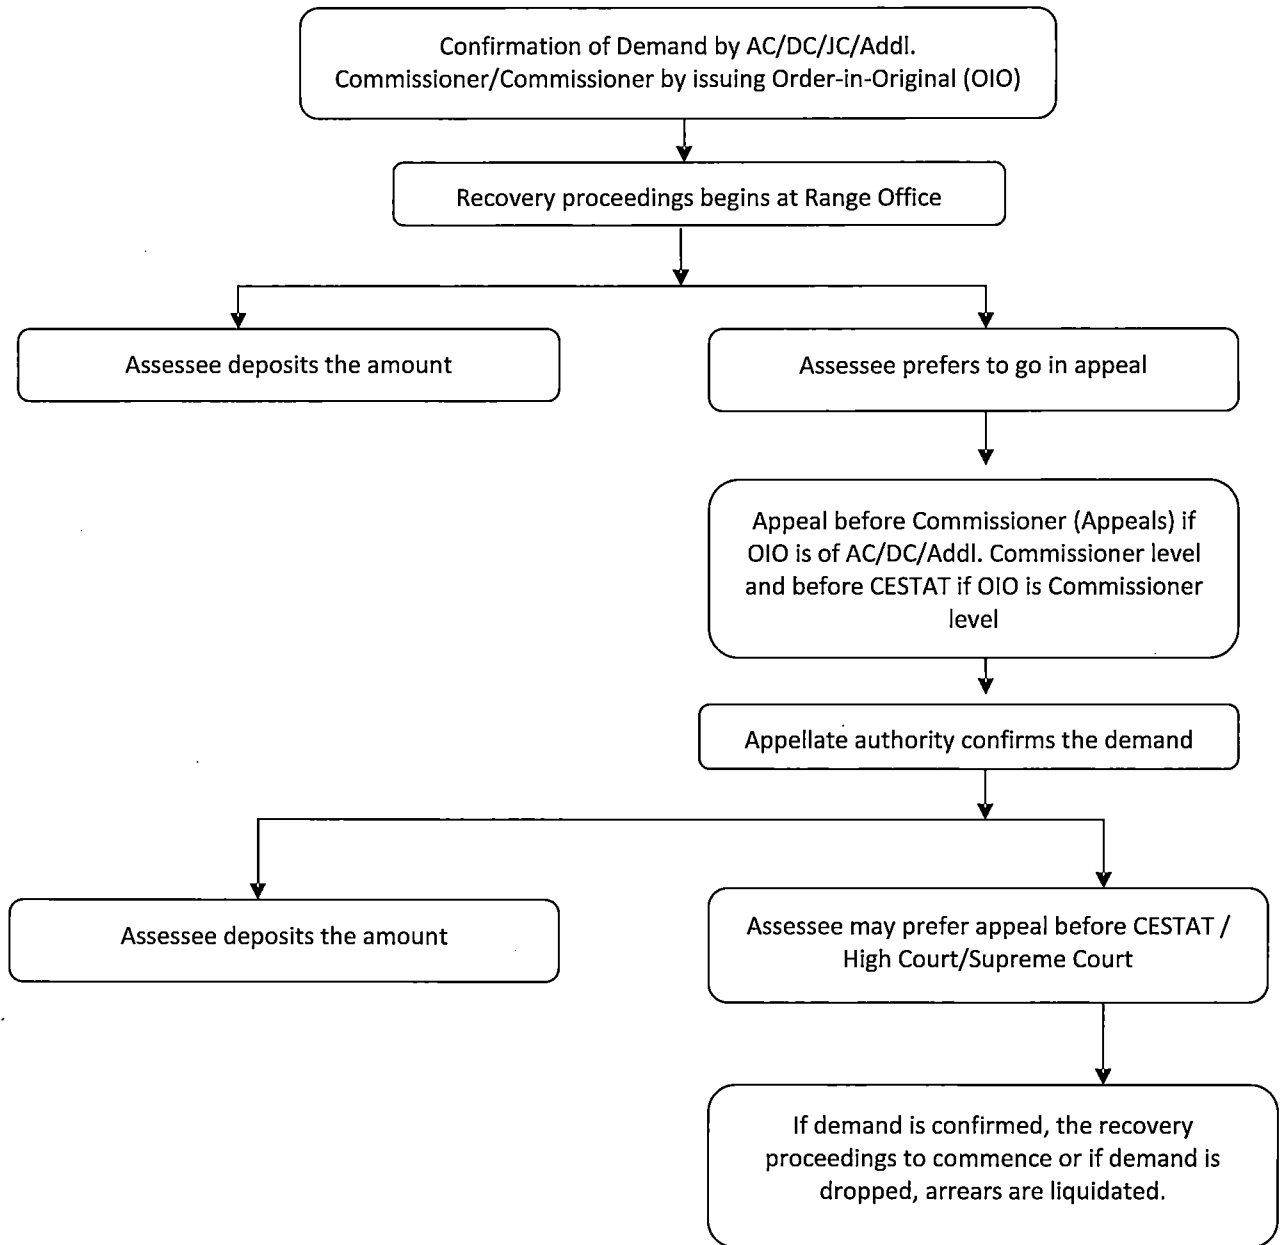 Confirmation of Demand by AC/DC/JC/Addl.
Commissioner/Commissioner by issuing Order-in-Original (OIO)
Recovery proceedings begins at Range Office
Assessee deposits the amount
Assessee prefers to go in appeal
Appeal before Commissioner (Appeals) if
OIO is of AC/DC/Addl. Commissioner level
and before CESTAT if OIO is Commissioner
level
Appellate authority confirms the demand
Assessee deposits the amount
Assessee may prefer appeal before CESTAT /
High Court/Supreme Court
If demand is confirmed, the recovery
proceedings to commence or if demand is
dropped, arrears are liquidated.